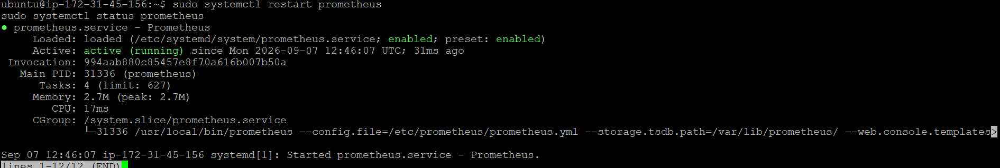 ubuntu@ip-172-31-45-156:~$ sudo systemctl restart prometheus
sudo systemctl status prometheus
● prometheus.service - Prometheus
     Loaded: loaded (/etc/systemd/system/prometheus.service; enabled; preset: enabled)
     Active: active (running) since Mon 2026-09-07 12:46:07 UTC; 31ms ago
 Invocation: 994aab880c85457e8f70a616b007b50a
   Main PID: 31336 (prometheus)
      Tasks: 4 (limit: 627)
     Memory: 2.7M (peak: 2.7M)
        CPU: 17ms
     CGroup: /system.slice/prometheus.service
             └─31336 /usr/local/bin/prometheus --config.file=/etc/prometheus/prometheus.yml --storage.tsdb.path=/var/lib/prometheus/ --web.console.templates>
Sep 07 12:46:07 ip-172-31-45-156 systemd[1]: Started prometheus.service - Prometheus.
lines 1-12/12 (END)